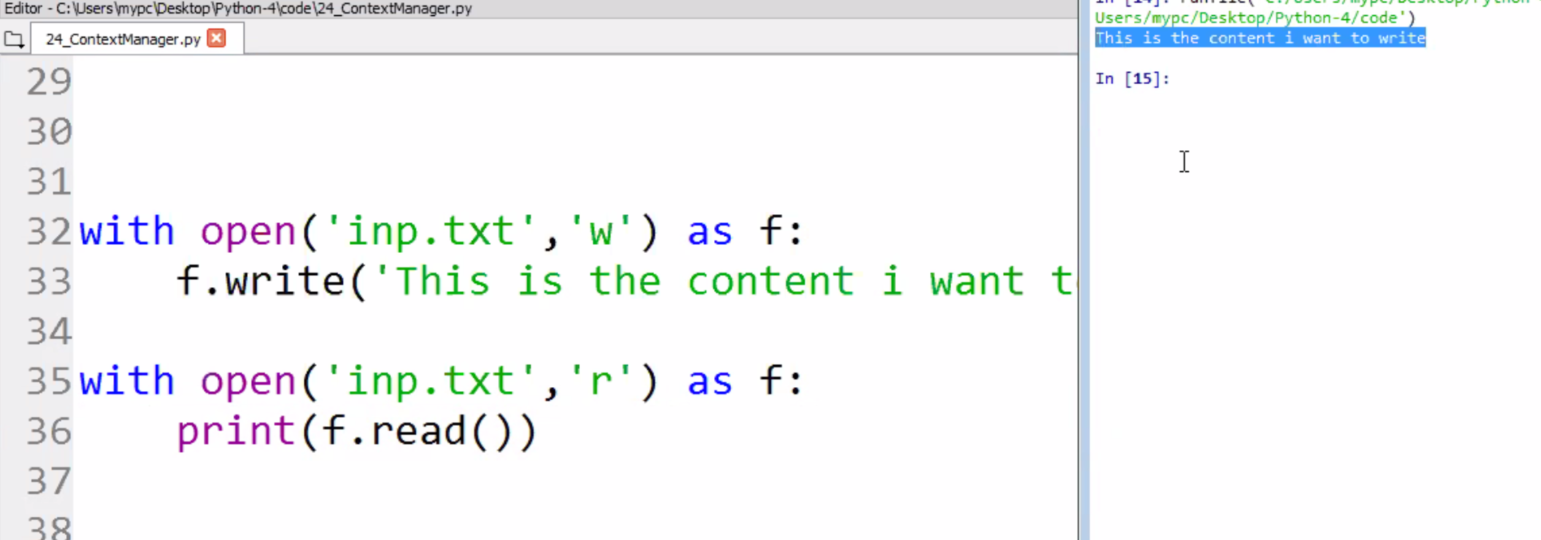 Editor - C:\Users\mypc\Desktop\Python-4\code\24_ContextManager.py
24_ContextManager.py
29
30
31
32 with open('inp.txt','w') as f:
33     f.write('This is the content i want
34
35 with open('inp.txt','r') as f:
36     print(f.read())
37
38
Users/mypc/Desktop/Python-4/code')
This is the content i want to write
In [15]: